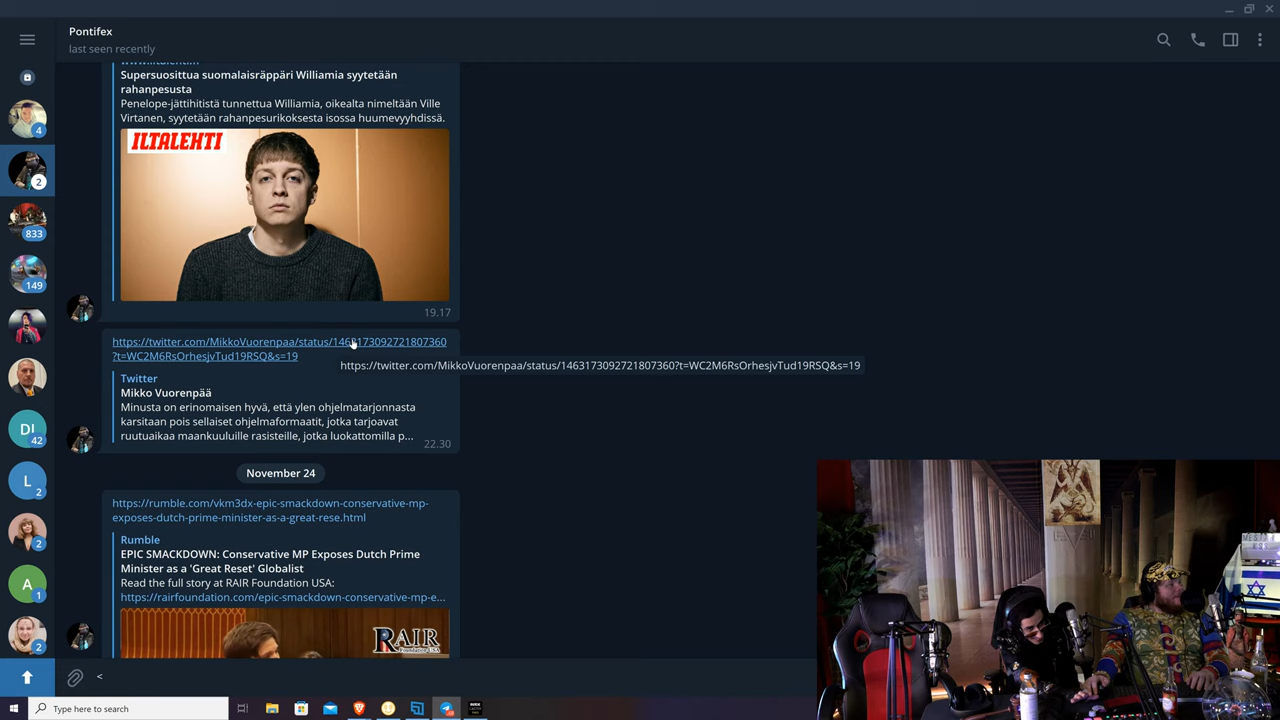 Pontifex
last seen recently
Supersuosittua suomalaisräppäri Williamia syytetään
rahanpesusta
Penelope-jättihitistä tunnettua Williamia, oikealta nimeltään Ville
Virtanen, syytetään rahanpesurikoksesta isossa huumevyyhdissä.
ILTALEHTI
19.17
https://twitter.com/MikkoVuorenpaa/status/1463173092721807360
?t=WC2M6RsOrhesjvTud19RSQ&s=19
https://twitter.com/MikkoVuorenpaa/status/1463173092721807360?t=WC2M6RsOrhesjvTud19RSQ&s=19
Twitter
Mikko Vuorenpää
Minusta on erinomaisen hyvä, että ylen ohjelmatarjonnasta
karsitaan pois sellaiset ohjelmaformaatit, jotka tarjoavat
ruutuaikaa maankuuluille rasisteille, jotka luokattomilla p...
22.30
November 24
https://rumble.com/vkm3dx-epic-smackdown-conservative-mp-
exposes-dutch-prime-minister-as-a-great-rese.html
Rumble
EPIC SMACKDOWN: Conservative MP Exposes Dutch Prime
Minister as a 'Great Reset' Globalist
Read the full story at RAIR Foundation USA:
https://rairfoundation.com/epic-smackdown-conservative-mp-e...
RAIR
Foundation USA
<
4
2
833
149
DI
42
L
2
2
A
1
2
Type here to search